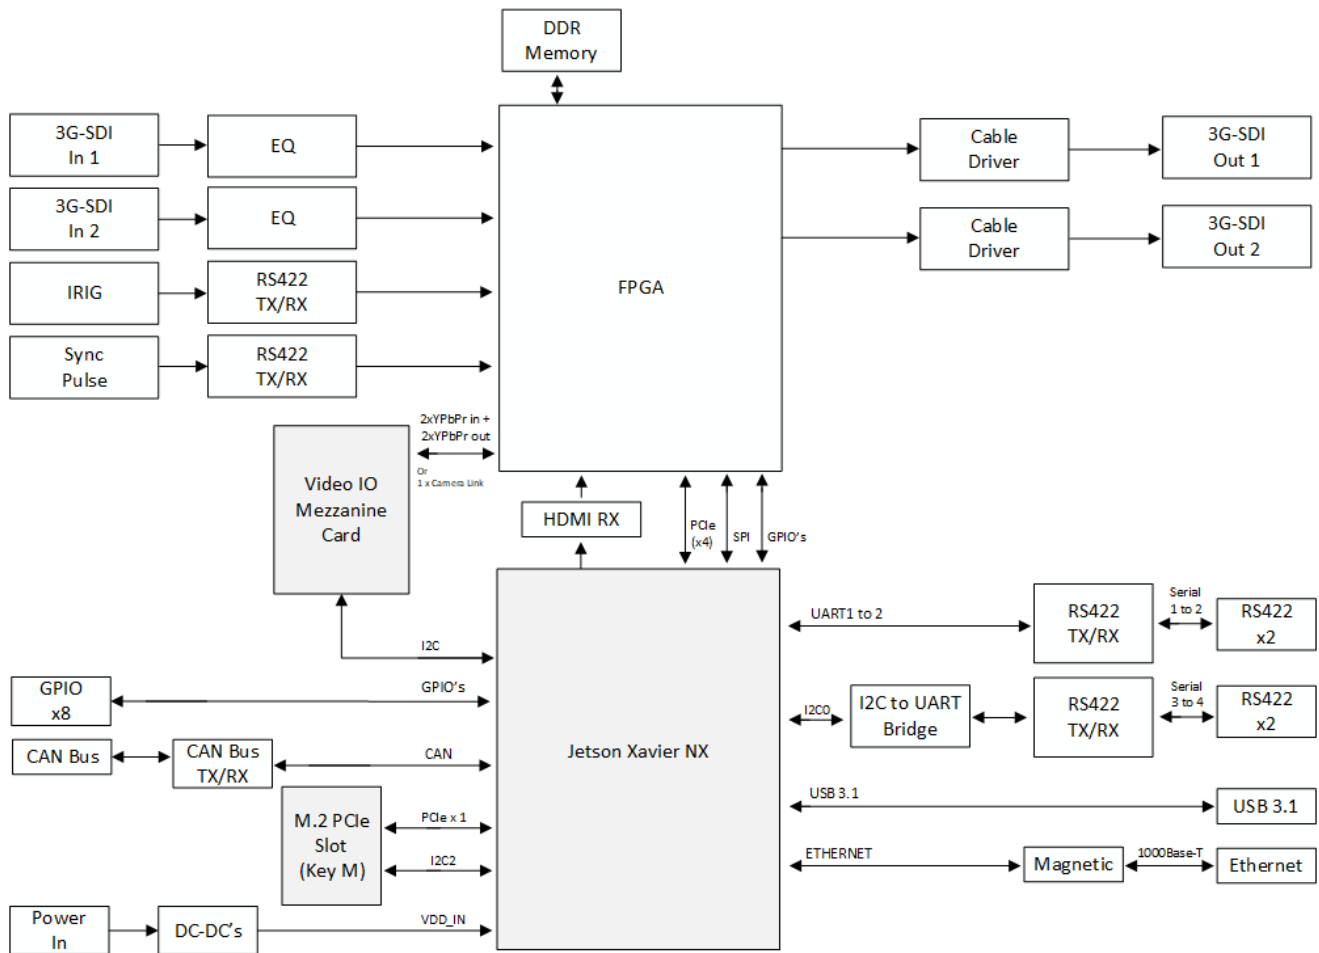 DDR
Memory
3G-SDI
In 1
EQ
Cable
Driver
3G-SDI
Out 1
3G-SDI
In 2
EQ
Cable
Driver
3G-SDI
Out 2
IRIG
RS422
TX/RX
FPGA
Sync
Pulse
RS422
TX/RX
2xYPbPr in +
2xYPbPr out
Or
1 x Camera Link
Video IO
Mezzanine
Card
HDMI RX
PCIe
(x4)
SPI
GPIO's
I2C
UART1 to 2
RS422
TX/RX
Serial
1 to 2
RS422
x2
GPIO
x8
GPIO's
I2C0
I2C to UART
Bridge
RS422
TX/RX
Serial
3 to 4
RS422
x2
CAN Bus
CAN Bus
TX/RX
CAN
Jetson Xavier NX
M.2 PCIe
Slot
(Key M)
PCIe x 1
I2C2
USB 3.1
USB 3.1
ETHERNET
Magnetic
1000Base-T
Ethernet
Power
In
DC-DC's
VDD_IN